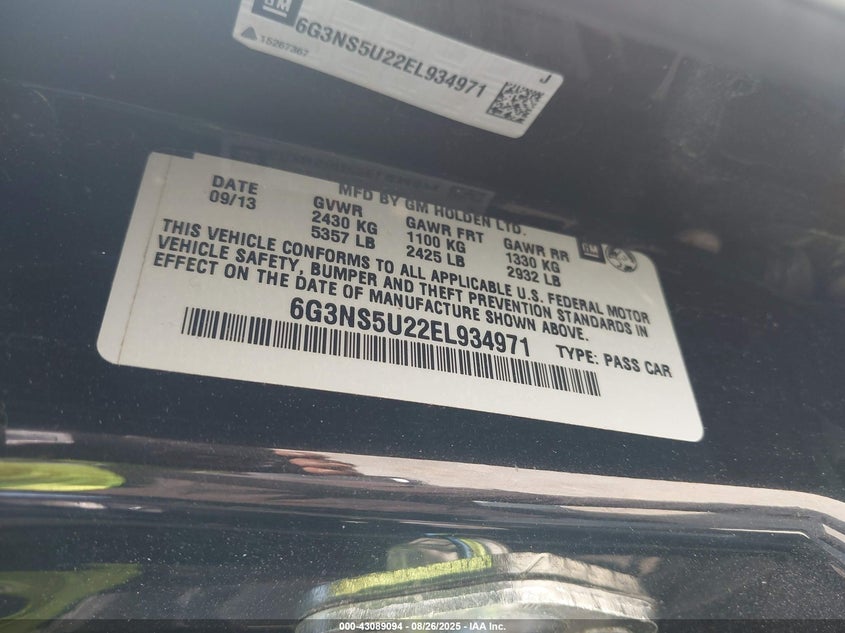 GM
6G3NS5U22EL934971
15267367
J
MFD BY GM HOLDEN LTD.
DATE GVWR GAWR FRT GAWR RR
09/13 2430 KG 1100 KG 1330 KG
5357 LB 2425 LB 2932 LB
GM
THIS VEHICLE CONFORMS TO ALL APPLICABLE U.S. FEDERAL MOTOR
VEHICLE SAFETY, BUMPER AND THEFT PREVENTION STANDARDS IN
EFFECT ON THE DATE OF MANUFACTURE SHOWN ABOVE.
6G3NS5U22EL934971
TYPE: PASS CAR
000-43089094 - 08/26/2025 - IAA Inc.